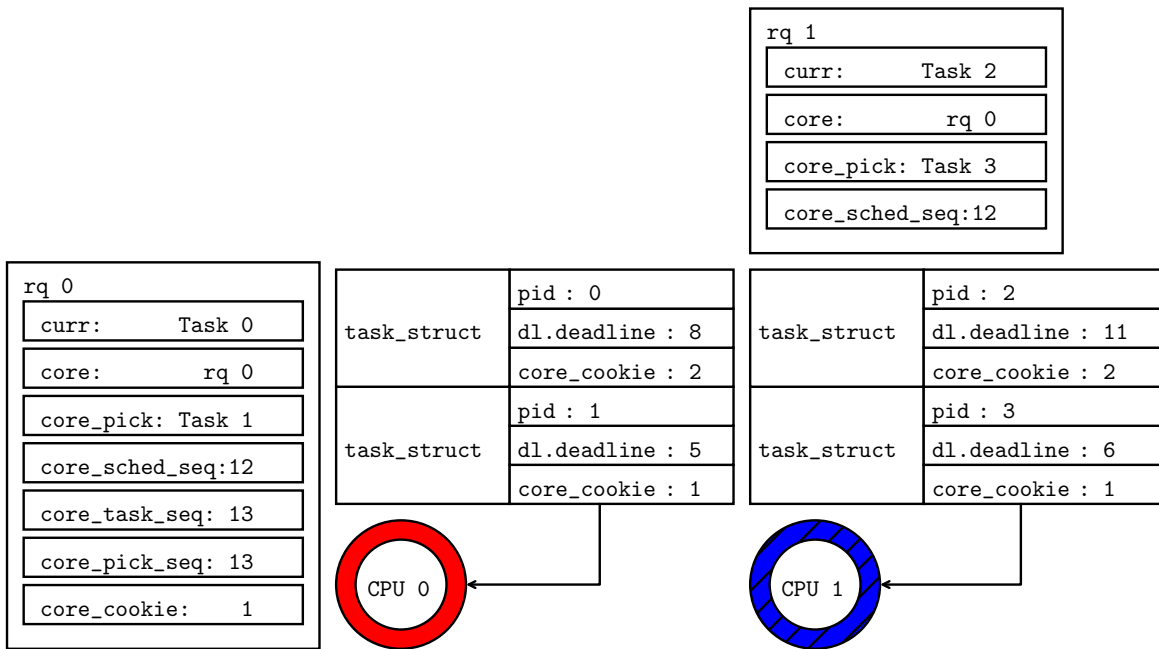 rq 1
curr: Task 2
core: rq 0
core_pick: Task 3
core_sched_seq:12
rq 0
curr: Task 0
core: rq 0
core_pick: Task 1
core_sched_seq:12
core_task_seq: 13
core_pick_seq: 13
core_cookie: 1
task_struct
pid : 0
dl.deadline : 8
core_cookie : 2
task_struct
pid : 1
dl.deadline : 5
core_cookie : 1
task_struct
pid : 2
dl.deadline : 11
core_cookie : 2
task_struct
pid : 3
dl.deadline : 6
core_cookie : 1
CPU 0
CPU 1